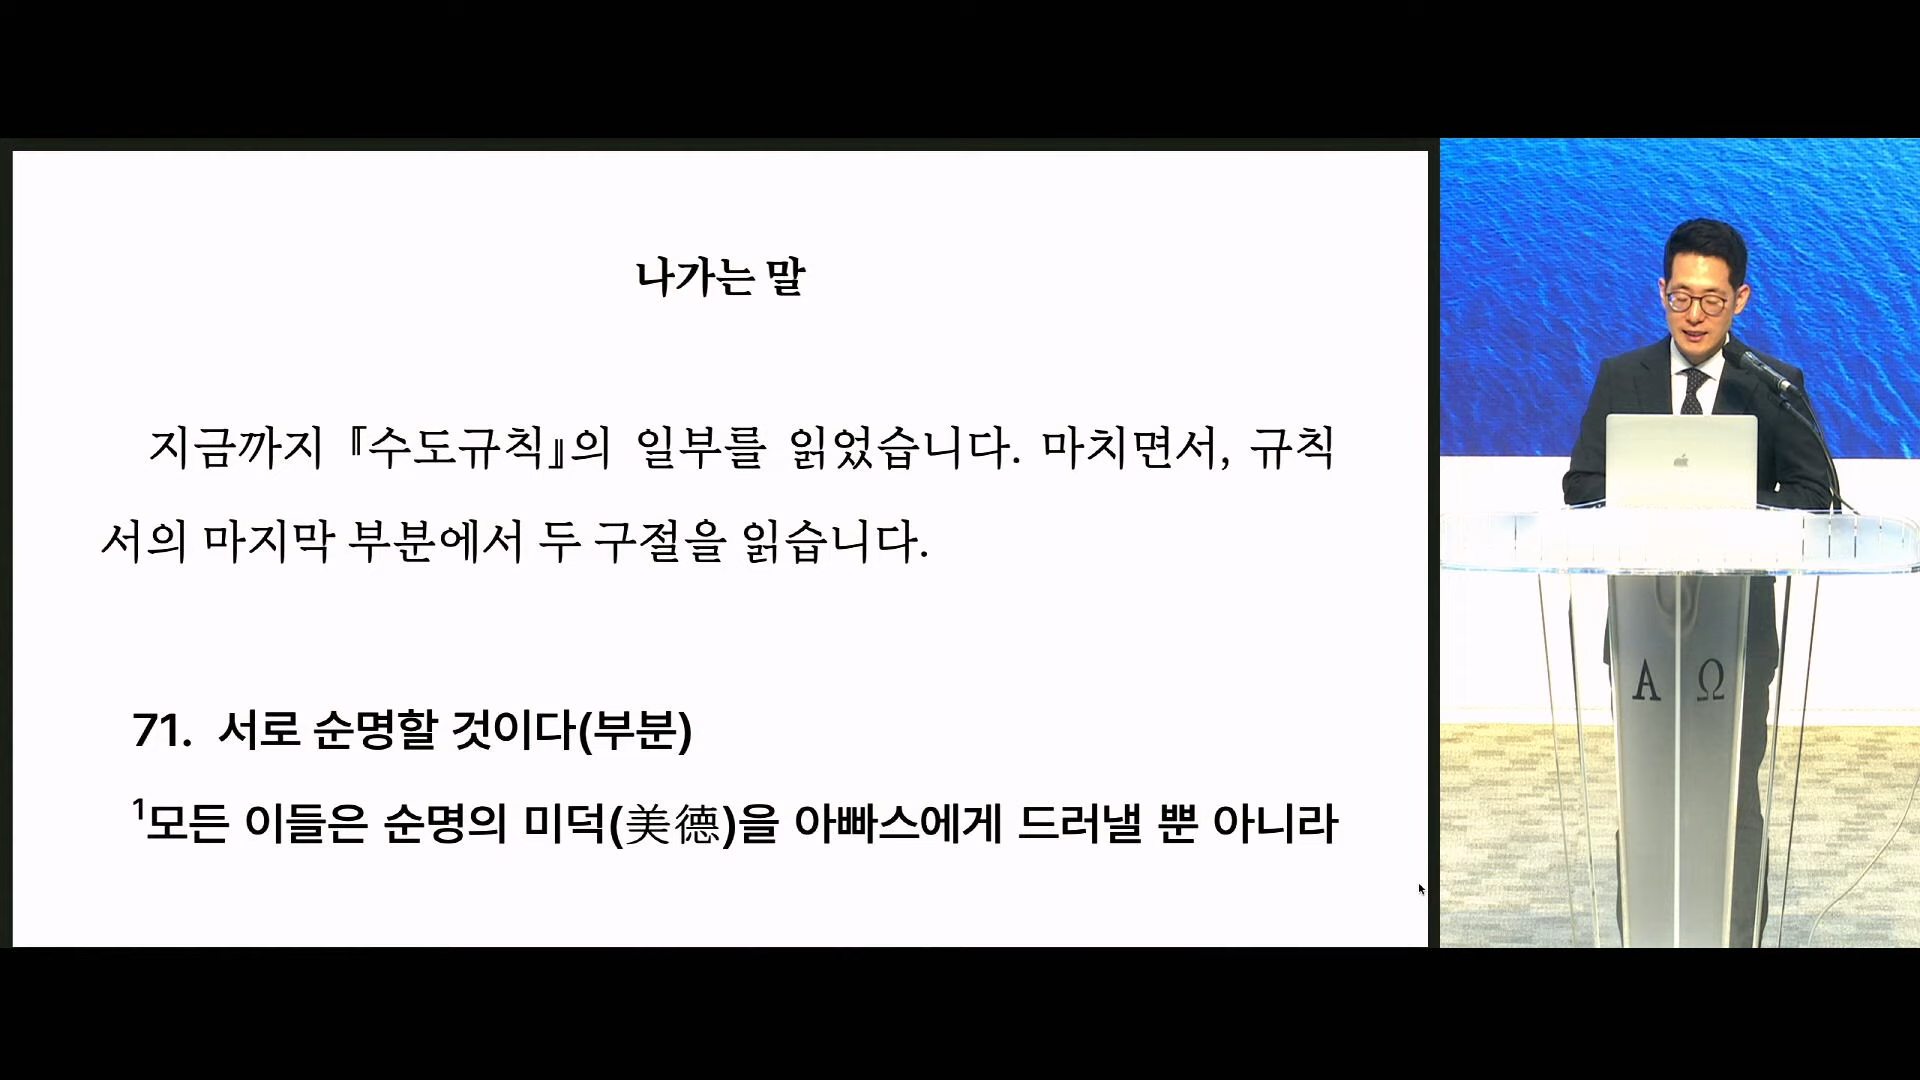 나가는 말
지금까지 『수도규칙』의 일부를 읽었습니다. 마치면서, 규칙
서의 마지막 부분에서 두 구절을 읽습니다.
71. 서로 순명할 것이다(부분)
¹모든 이들은 순명의 미덕(美德)을 아빠스에게 드러낼 뿐 아니라
Α Ω